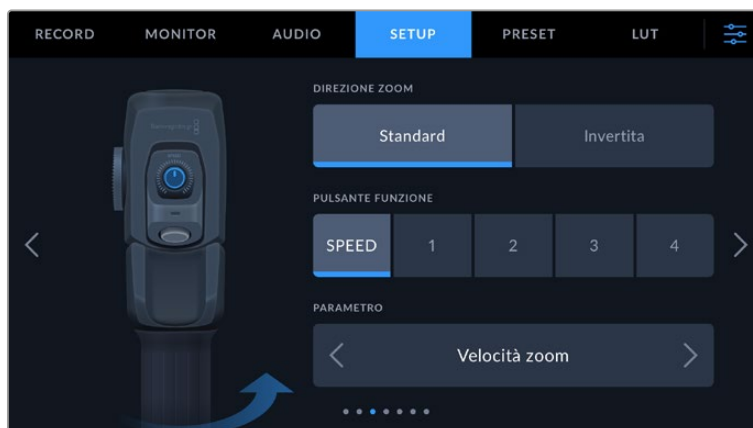 RECORD MONITOR AUDIO SETUP PRESET LUT
DIREZIONE ZOOM
Standard Invertita
PULSANTE FUNZIONE
SPEED 1 2 3 4
PARAMETRO
Velocità zoom